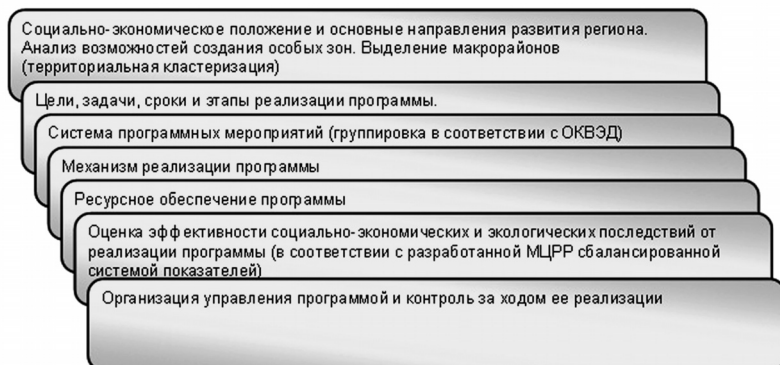 Социально-экономическое положение и основные направления развития региона.
Анализ возможностей создания особых зон. Выделение макрорайонов
(территориальная кластеризация)
Цели, задачи, сроки и этапы реализации программы.
Система программных мероприятий (группировка в соответствии с ОКВЭД)
Механизм реализации программы
Ресурсное обеспечение программы
Оценка эффективности социально-экономических и экологических последствий от
реализации программы (в соответствии с разработанной МЦРР сбалансированной
системой показателей)
Организация управления программой и контроль за ходом ее реализации